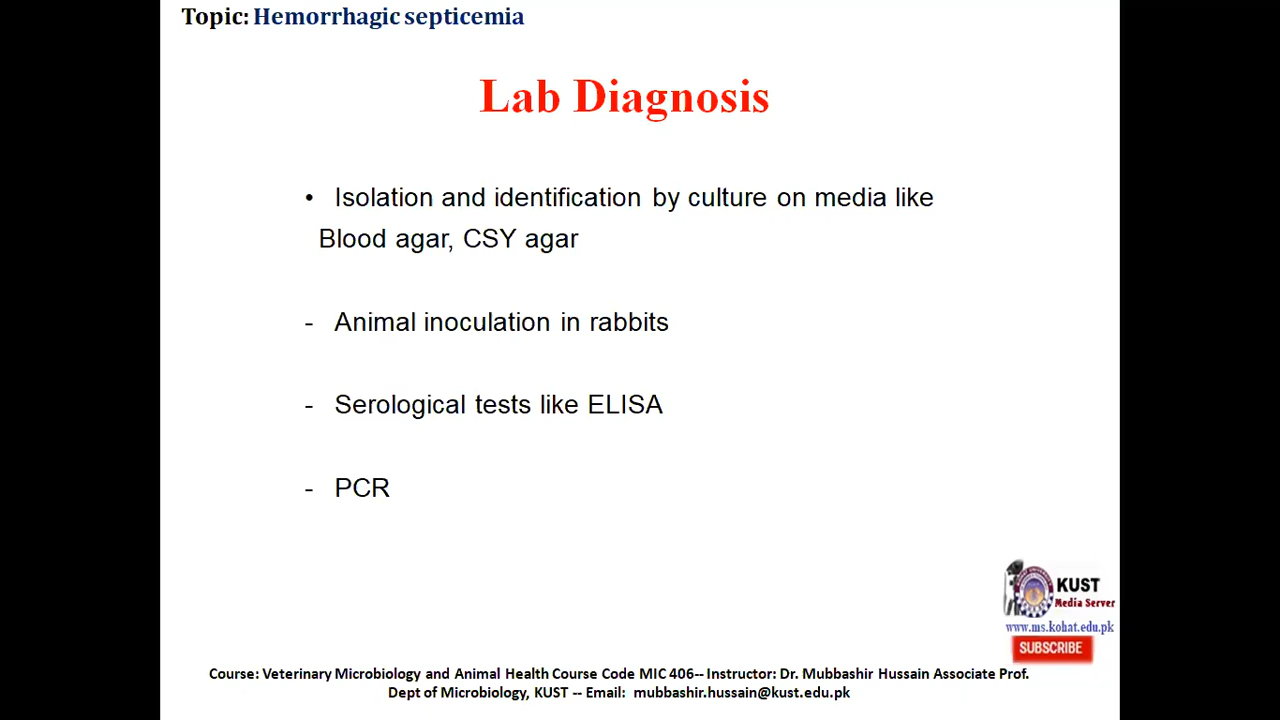 Topic: Hemorrhagic septicemia
Lab Diagnosis
• Isolation and identification by culture on media like
Blood agar, CSY agar
- Animal inoculation in rabbits
- Serological tests like ELISA
- PCR
KUST
Media Server
www.ms.kohat.edu.pk
SUBSCRIBE
Course: Veterinary Microbiology and Animal Health Course Code MIC 406-- Instructor: Dr. Mubbashir Hussain Associate Prof.
Dept of Microbiology, KUST -- Email: mubbashir.hussain@kust.edu.pk